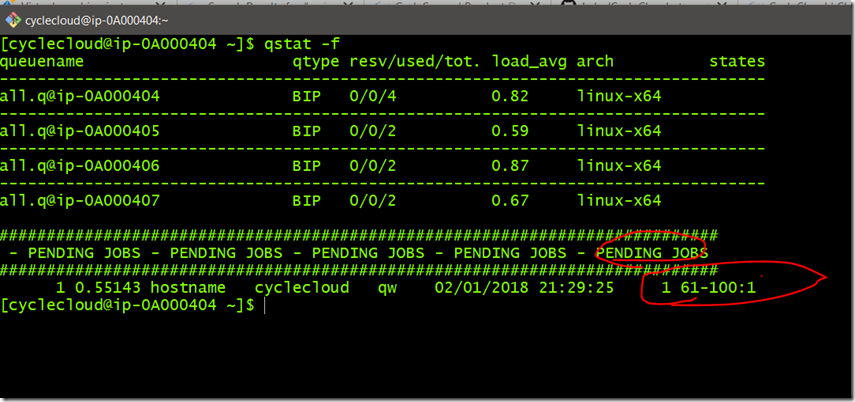 cyclecloud@ip-0A000404:~
[cyclecloud@ip-0A000404 ~]$ qstat -f
queuename                      qtype resv/used/tot. load_avg arch          states
---------------------------------------------------------------------------------
all.q@ip-0A000404              BIP   0/0/4          0.82     linux-x64
---------------------------------------------------------------------------------
all.q@ip-0A000405              BIP   0/0/2          0.59     linux-x64
---------------------------------------------------------------------------------
all.q@ip-0A000406              BIP   0/0/2          0.87     linux-x64
---------------------------------------------------------------------------------
all.q@ip-0A000407              BIP   0/0/2          0.67     linux-x64

############################################################################
 - PENDING JOBS - PENDING JOBS - PENDING JOBS - PENDING JOBS - PENDING JOBS
############################################################################
      1 0.55143 hostname   cyclecloud   qw    02/01/2018 21:29:25     1 61-100:1
[cyclecloud@ip-0A000404 ~]$